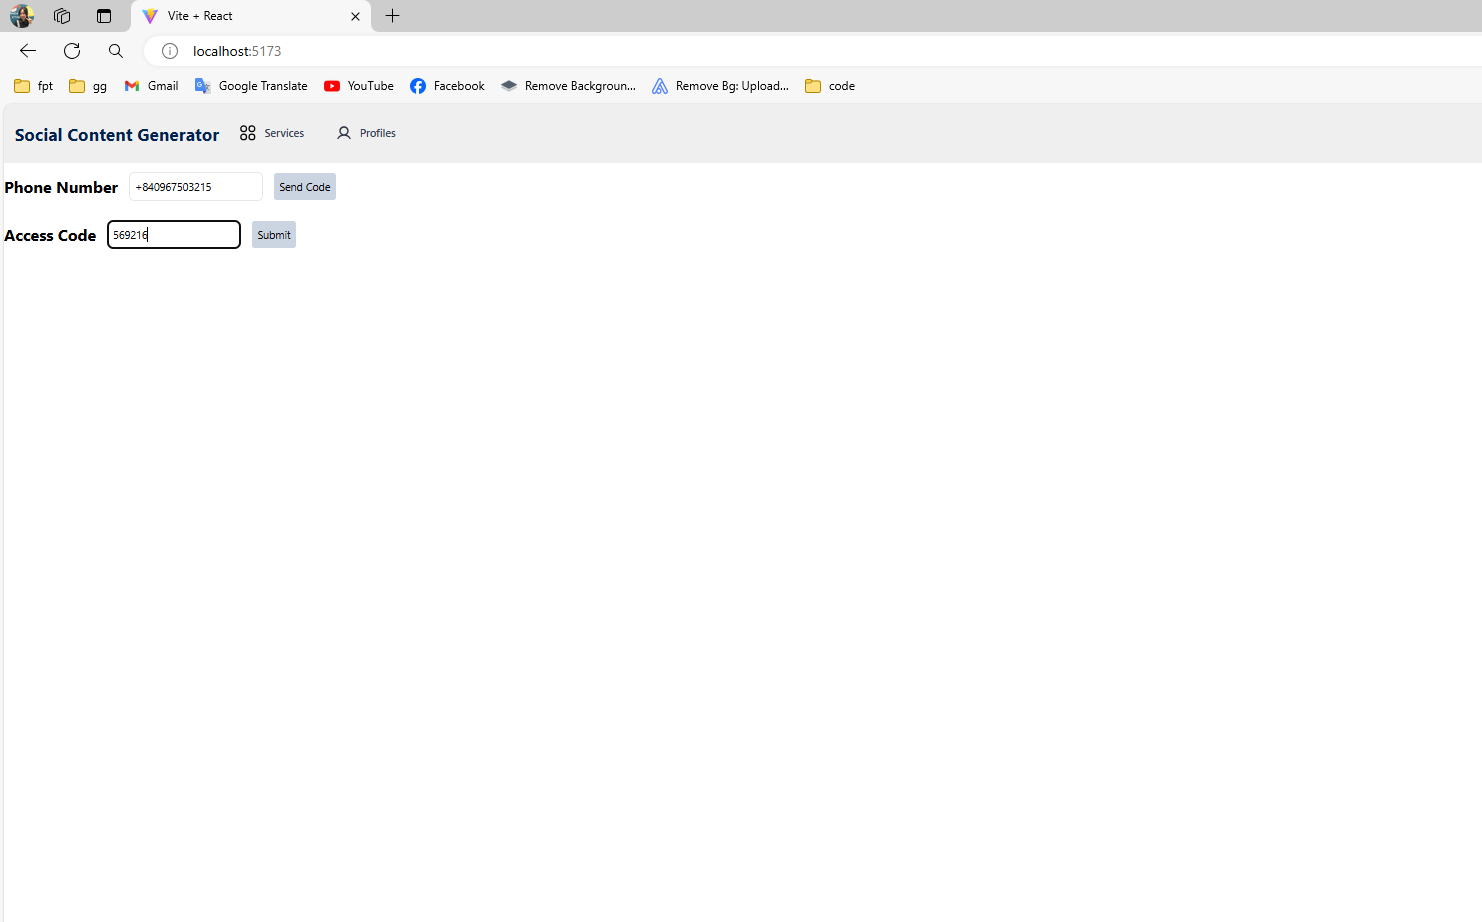 Vite + React
localhost:5173
fpt gg Gmail Google Translate YouTube Facebook Remove Backgroun... Remove Bg: Upload... code
Social Content Generator Services Profiles
Phone Number +840967503215 Send Code
Access Code 569216 Submit